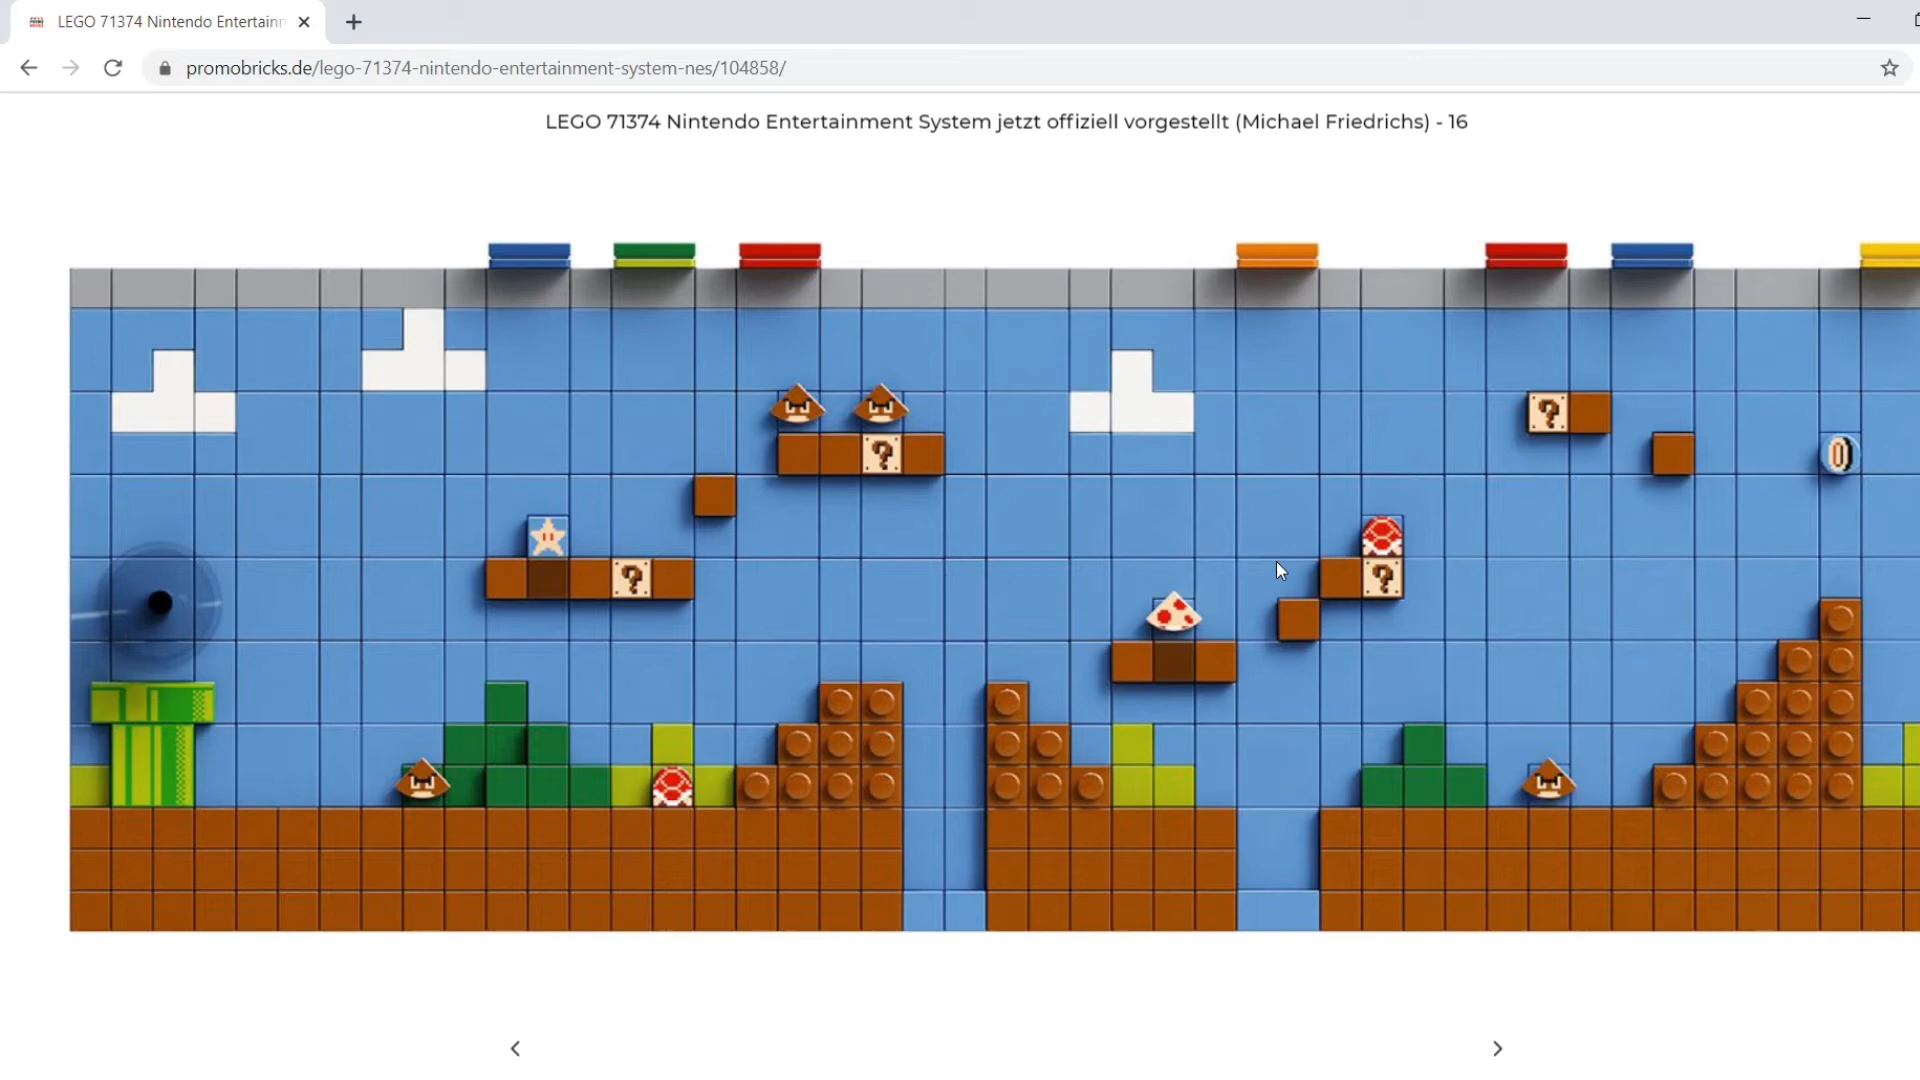 LEGO 71374 Nintendo Entertainm
promobricks.de/lego-71374-nintendo-entertainment-system-nes/104858/
LEGO 71374 Nintendo Entertainment System jetzt offiziell vorgestellt (Michael Friedrichs) - 16
?
?
?
?